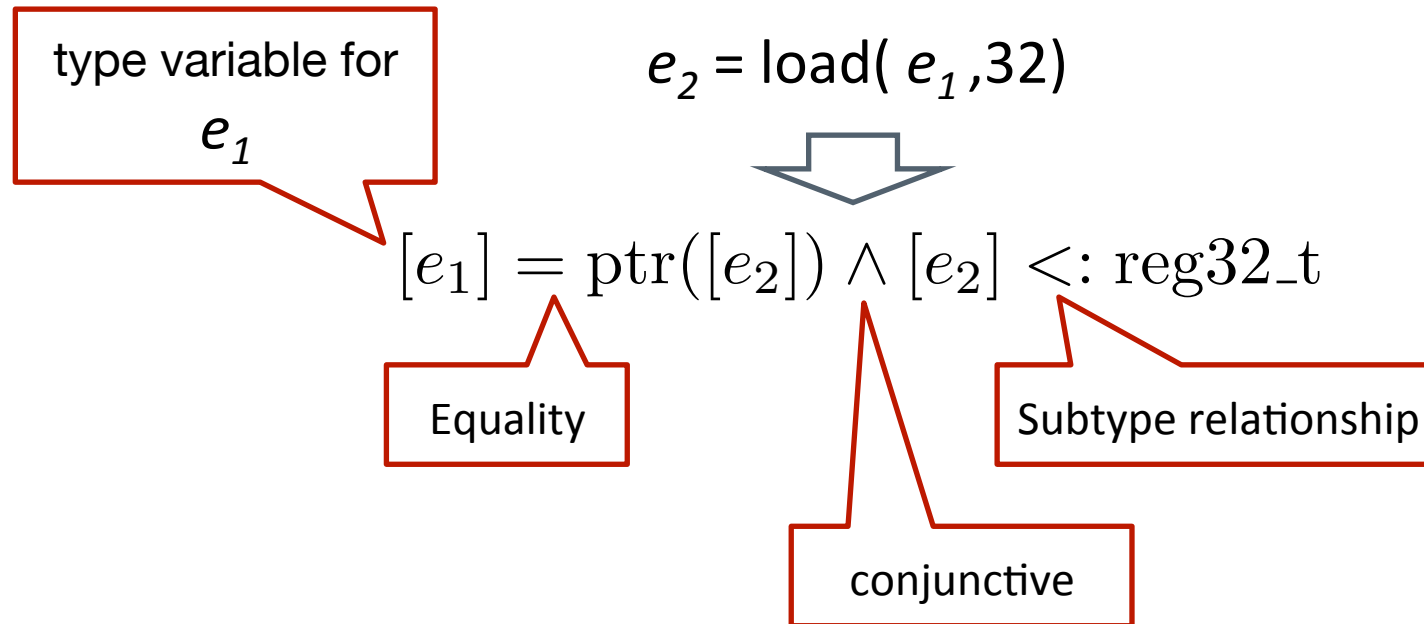 type variable for
e₁
e₂ = load( e₁ ,32)
[e₁] = ptr([e₂]) ∧ [e₂] <: reg32_t
Equality
Subtype relationship
conjunctive